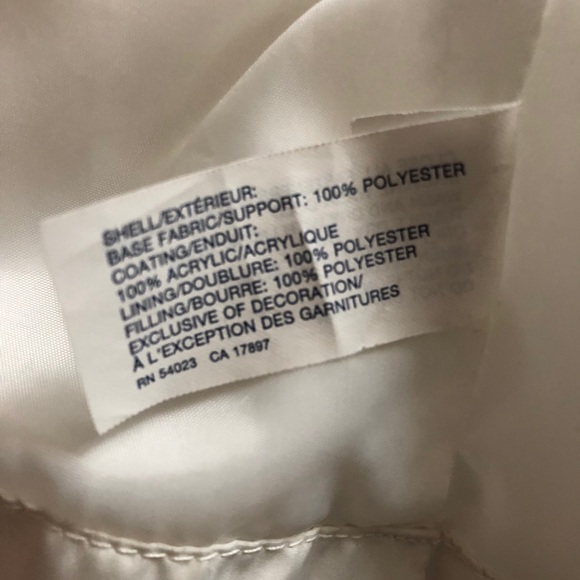 SHELL/EXTÉRIEUR:
BASE FABRIC/SUPPORT: 100% POLYESTER
COATING/ENDUIT:
100% ACRYLIC/ACRYLIQUE
LINING/DOUBLURE: 100% POLYESTER
FILLING/BOURRE: 100% POLYESTER
EXCLUSIVE OF DECORATION/
À L'EXCEPTION DES GARNITURES
RN 54023 CA 17897